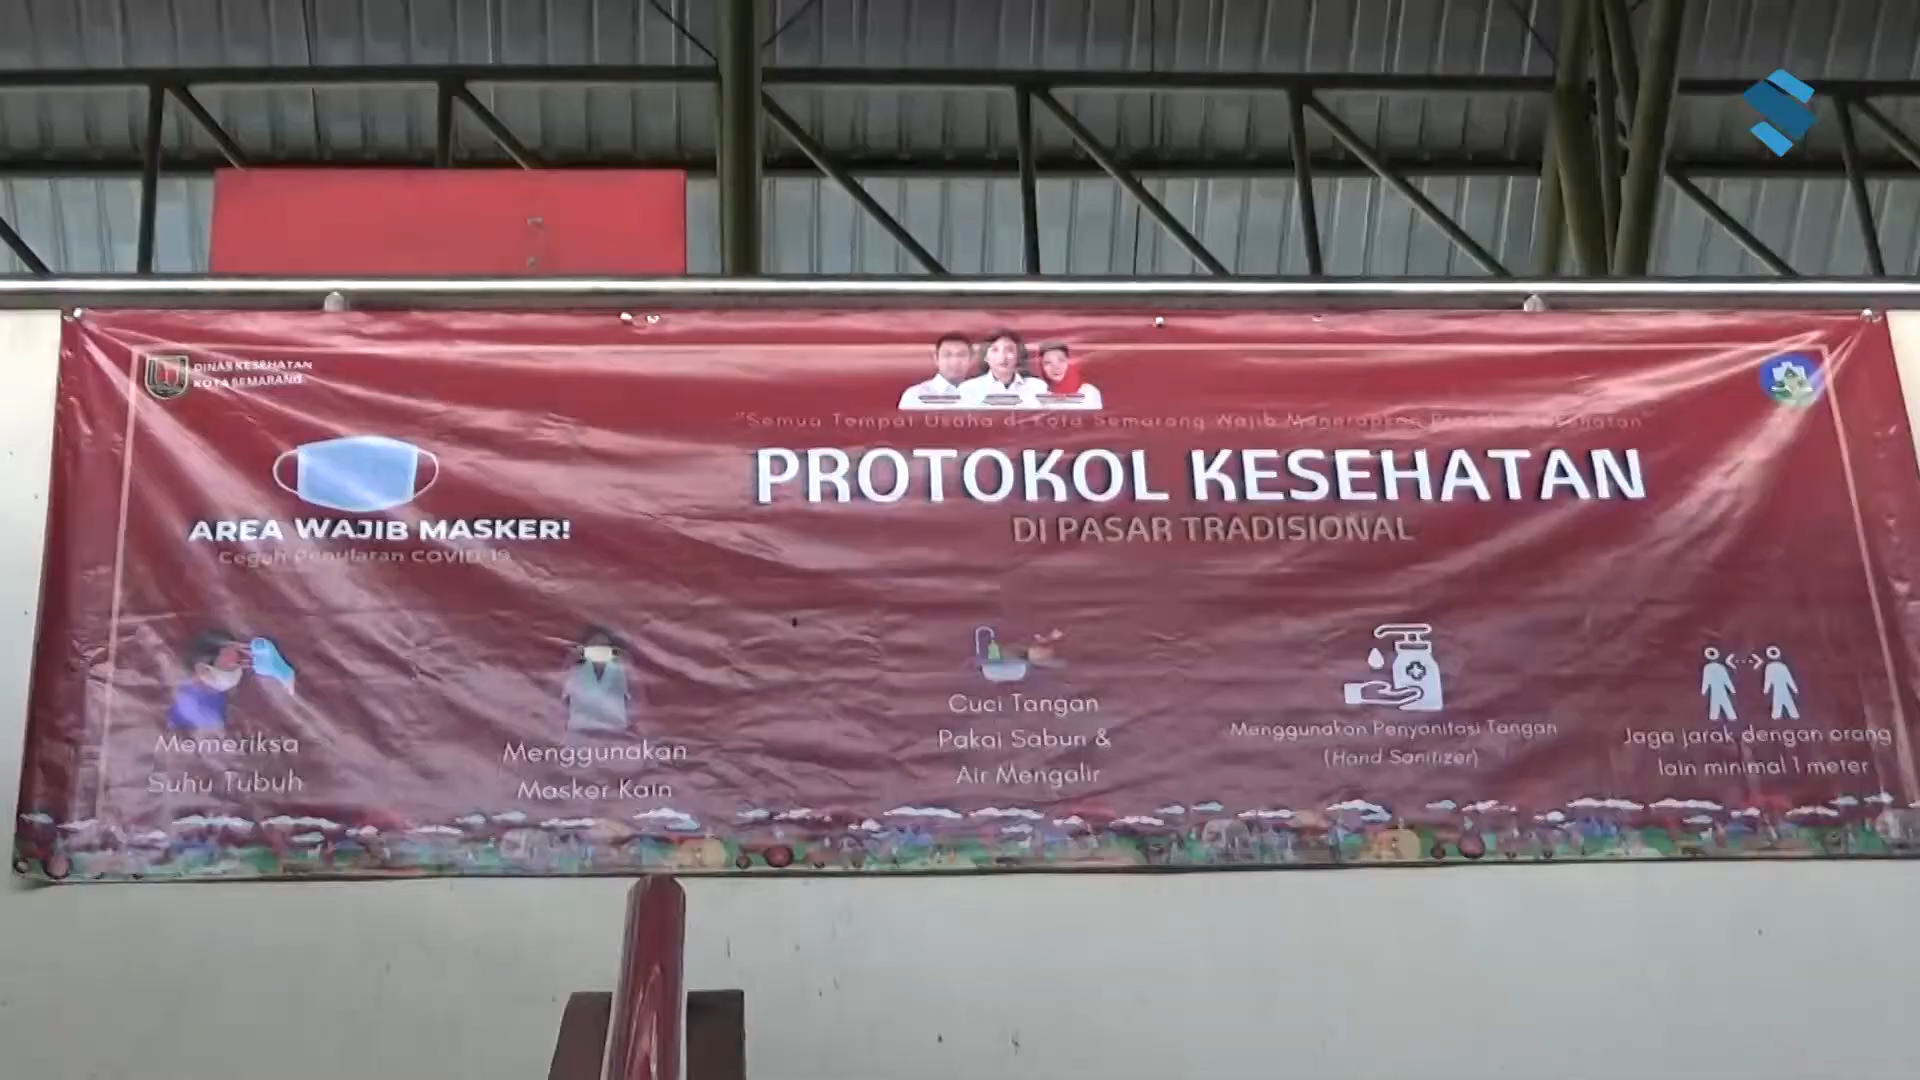 DINAS KESEHATAN
KOTA SEMARANG
"Semua Tempat Usaha di Kota Semarang Wajib Menerapkan Protokol Kesehatan"
PROTOKOL KESEHATAN
DI PASAR TRADISIONAL
AREA WAJIB MASKER!
Cegah Penularan COVID-19
Memeriksa
Suhu Tubuh
Menggunakan
Masker Kain
Cuci Tangan
Pakai Sabun &
Air Mengalir
Menggunakan Penyanitasi Tangan
(Hand Sanitizer)
Jaga jarak dengan orang
lain minimal 1 meter